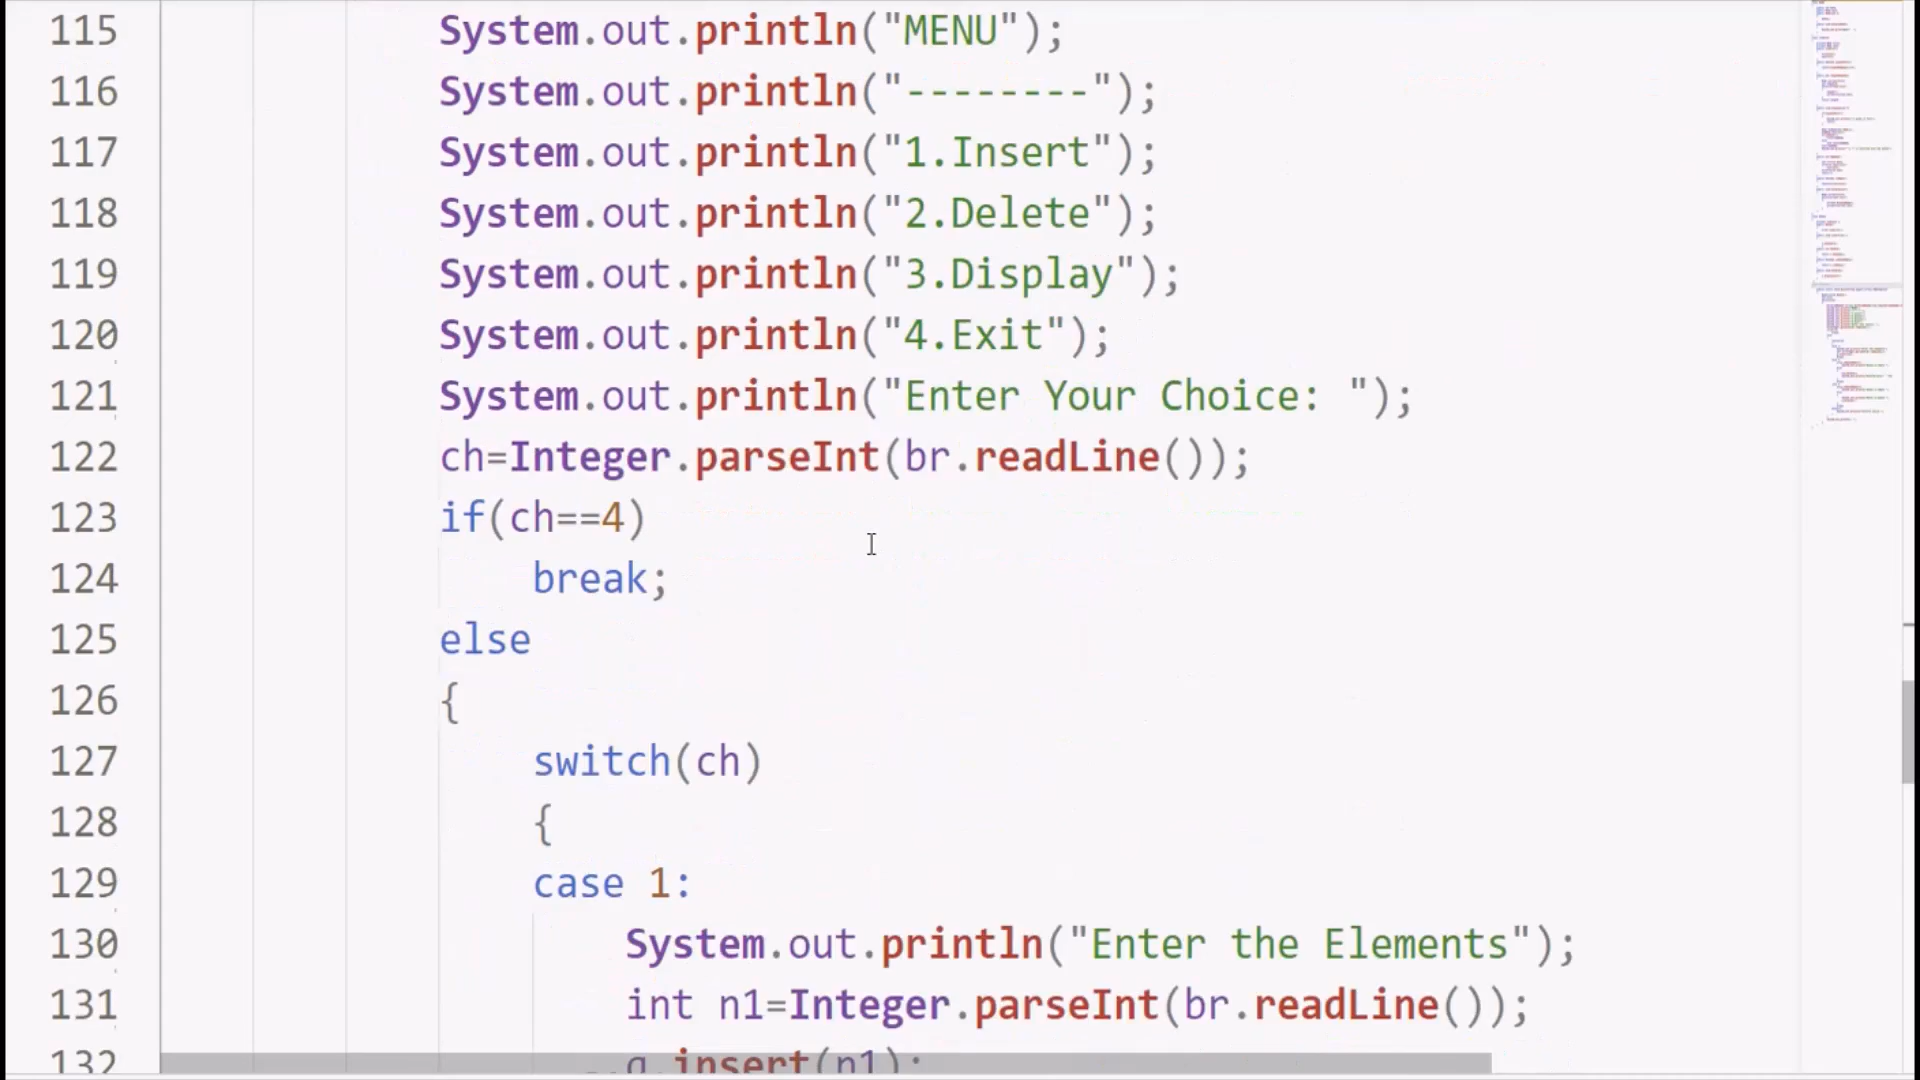 115 System.out.println("MENU");
116 System.out.println("--------");
117 System.out.println("1.Insert");
118 System.out.println("2.Delete");
119 System.out.println("3.Display");
120 System.out.println("4.Exit");
121 System.out.println("Enter Your Choice: ");
122 ch=Integer.parseInt(br.readLine());
123 if(ch==4)
124 break;
125 else
126 {
127 switch(ch)
128 {
129 case 1:
130 System.out.println("Enter the Elements");
131 int n1=Integer.parseInt(br.readLine());
132 q.insert(n1);